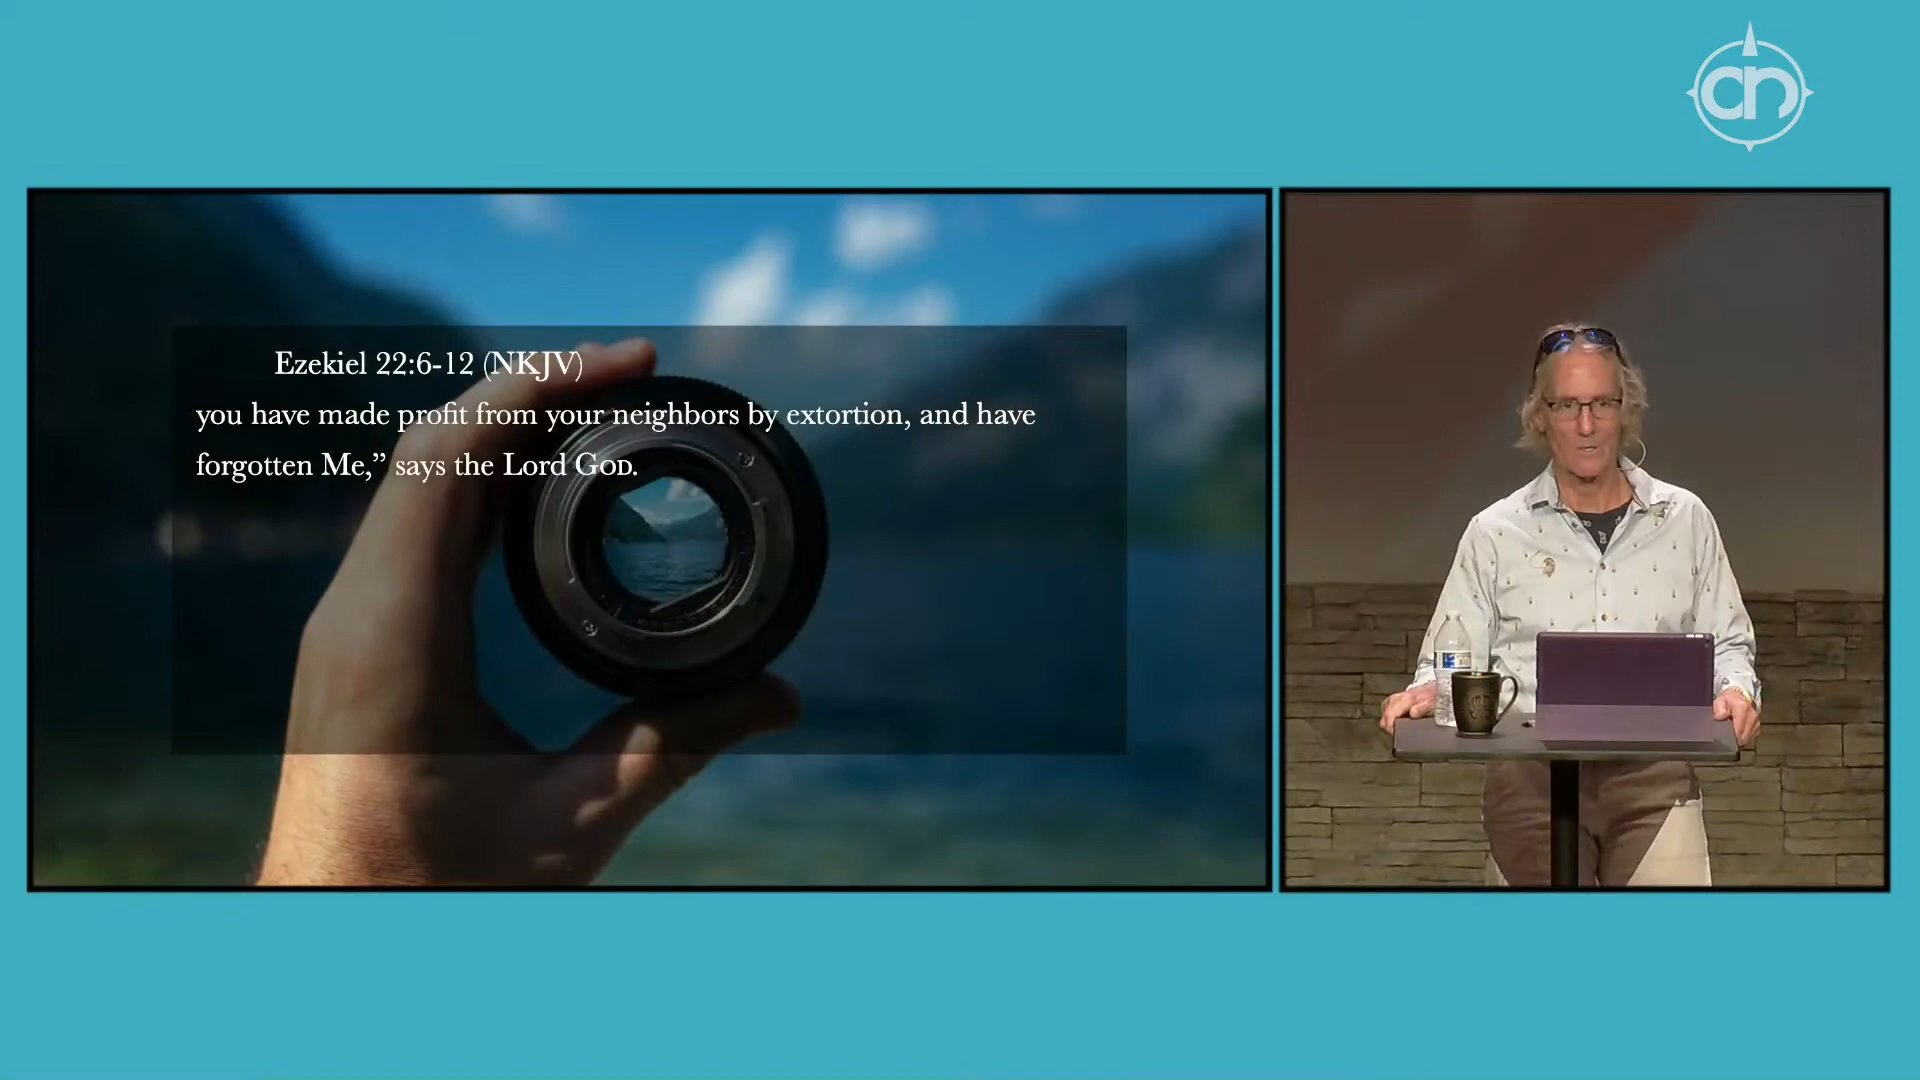 cn
Ezekiel 22:6-12 (NKJV)
you have made profit from your neighbors by extortion, and have
forgotten Me,” says the Lord GOD.